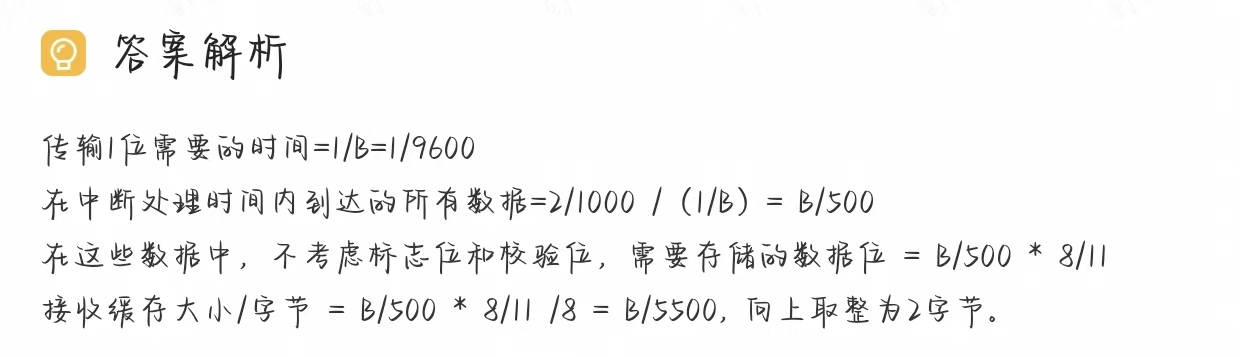 答案解析
传输1位需要的时间=1/B=1/9600
在中断处理时间内到达的所有数据=2/1000 / (1/B) = B/500
在这些数据中，不考虑标志位和校验位，需要存储的数据位 = B/500 * 8/11
接收缓存大小/字节 = B/500 * 8/11 /8 = B/5500，向上取整为2字节。